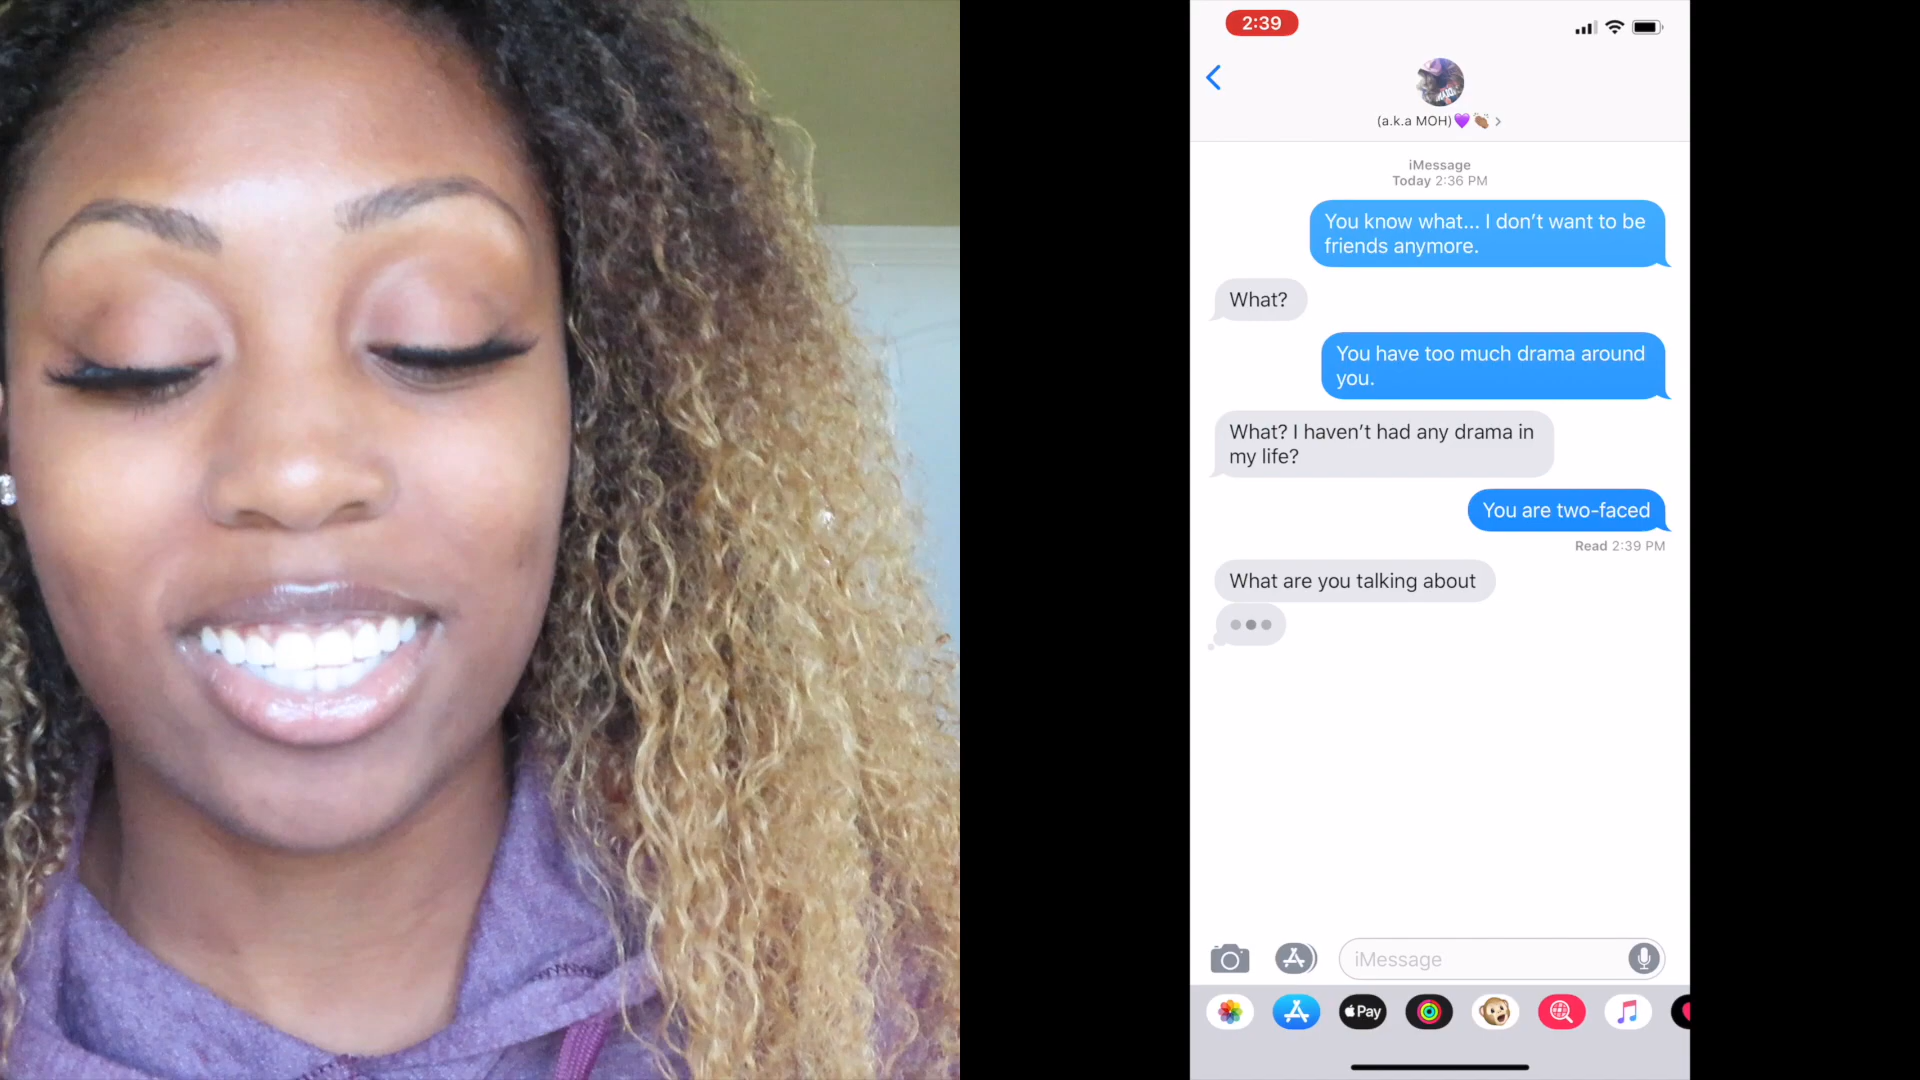 2:39
(a.k.a MOH)💜👏🏽 >
iMessage
Today 2:36 PM
You know what... I don't want to be
friends anymore.
What?
You have too much drama around
you.
What? I haven't had any drama in
my life?
You are two-faced
Read 2:39 PM
What are you talking about
iMessage
Pay